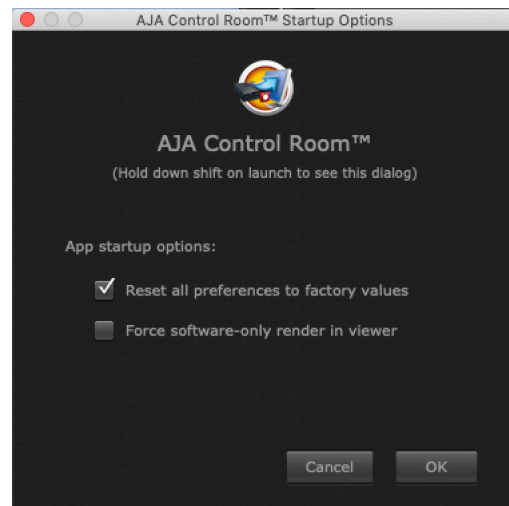 AJA Control Room™ Startup Options
AJA Control Room™
(Hold down shift on launch to see this dialog)
App startup options:
Reset all preferences to factory values
Force software-only render in viewer
Cancel OK